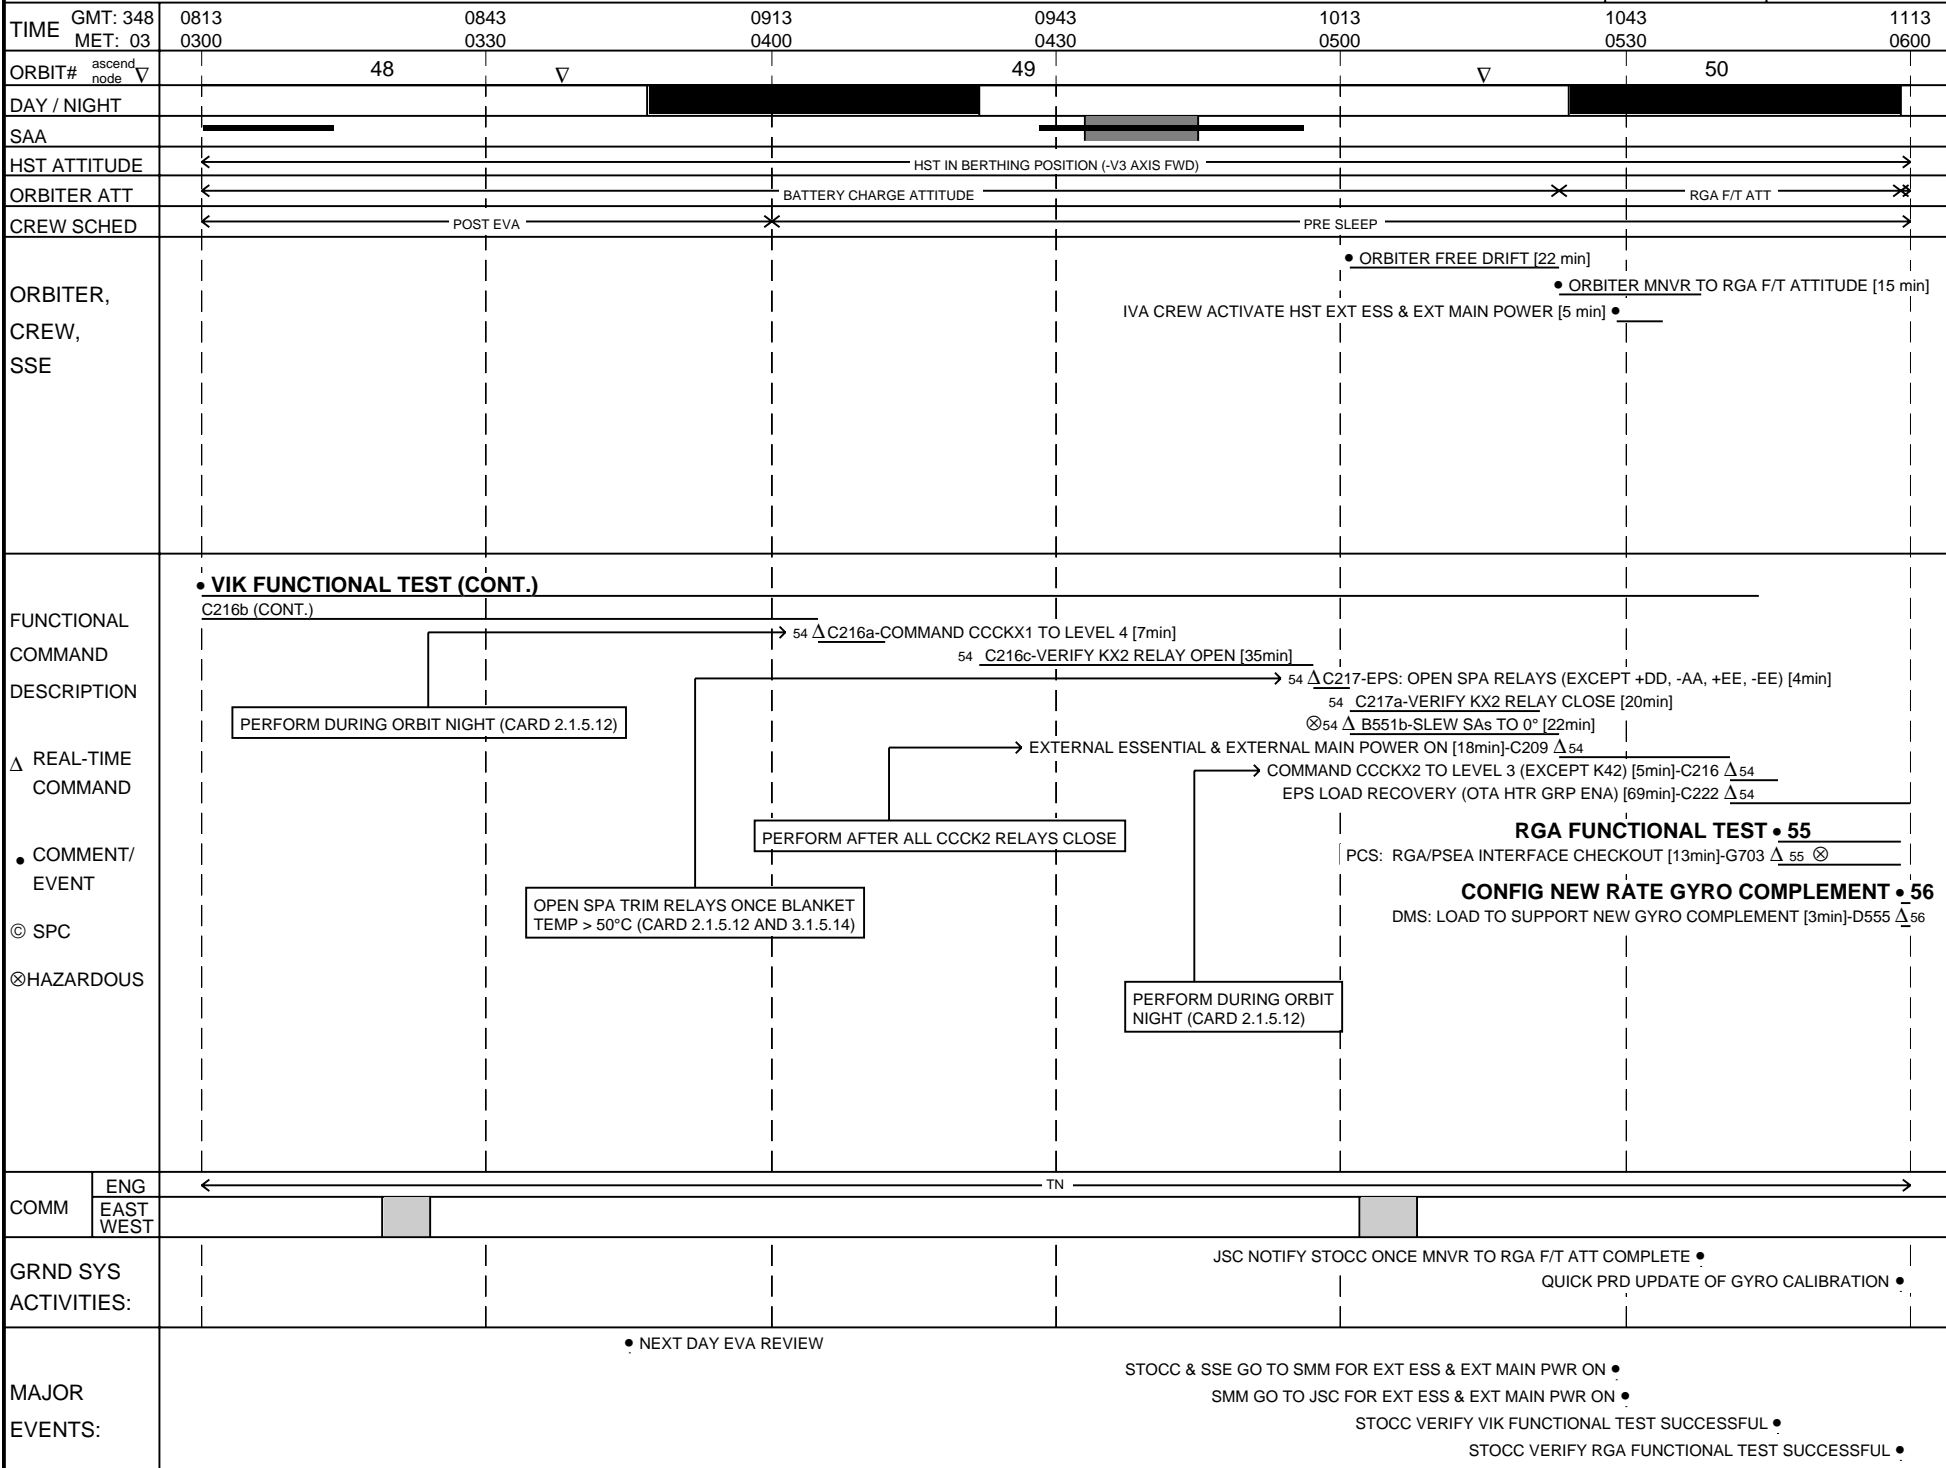 TIME GMT: 348 0813 0843 0913 0943 1013 1043 1113
MET: 03 0300 0330 0400 0430 0500 0530 0600
ORBIT# ascend node ∇ 48 ∇ 49 ∇ 50
DAY / NIGHT
SAA
HST ATTITUDE HST IN BERTHING POSITION (-V3 AXIS FWD)
ORBITER ATT BATTERY CHARGE ATTITUDE RGA F/T ATT
CREW SCHED POST EVA PRE SLEEP
ORBITER,
CREW,
SSE
• ORBITER FREE DRIFT [22 min]
• ORBITER MNVR TO RGA F/T ATTITUDE [15 min]
IVA CREW ACTIVATE HST EXT ESS & EXT MAIN POWER [5 min] •
FUNCTIONAL
COMMAND
DESCRIPTION
∆ REAL-TIME
COMMAND
• COMMENT/
EVENT
© SPC
⊗HAZARDOUS
• VIK FUNCTIONAL TEST (CONT.)
C216b (CONT.)
54 ∆ C216a-COMMAND CCCKX1 TO LEVEL 4 [7min]
54 C216c-VERIFY KX2 RELAY OPEN [35min]
54 ∆ C217-EPS: OPEN SPA RELAYS (EXCEPT +DD, -AA, +EE, -EE) [4min]
54 C217a-VERIFY KX2 RELAY CLOSE [20min]
PERFORM DURING ORBIT NIGHT (CARD 2.1.5.12)
⊗54 ∆ B551b-SLEW SAs TO 0° [22min]
EXTERNAL ESSENTIAL & EXTERNAL MAIN POWER ON [18min]-C209 ∆ 54
COMMAND CCCKX2 TO LEVEL 3 (EXCEPT K42) [5min]-C216 ∆ 54
EPS LOAD RECOVERY (OTA HTR GRP ENA) [69min]-C222 ∆ 54
PERFORM AFTER ALL CCCK2 RELAYS CLOSE
RGA FUNCTIONAL TEST • 55
PCS: RGA/PSEA INTERFACE CHECKOUT [13min]-G703 ∆ 55 ⊗
CONFIG NEW RATE GYRO COMPLEMENT • 56
OPEN SPA TRIM RELAYS ONCE BLANKET
TEMP > 50°C (CARD 2.1.5.12 AND 3.1.5.14)
DMS: LOAD TO SUPPORT NEW GYRO COMPLEMENT [3min]-D555 ∆ 56
PERFORM DURING ORBIT
NIGHT (CARD 2.1.5.12)
COMM ENG TN
EAST
WEST
GRND SYS
ACTIVITIES:
JSC NOTIFY STOCC ONCE MNVR TO RGA F/T ATT COMPLETE •
QUICK PRD UPDATE OF GYRO CALIBRATION •
MAJOR
EVENTS:
• NEXT DAY EVA REVIEW
STOCC & SSE GO TO SMM FOR EXT ESS & EXT MAIN PWR ON •
SMM GO TO JSC FOR EXT ESS & EXT MAIN PWR ON •
STOCC VERIFY VIK FUNCTIONAL TEST SUCCESSFUL •
STOCC VERIFY RGA FUNCTIONAL TEST SUCCESSFUL •